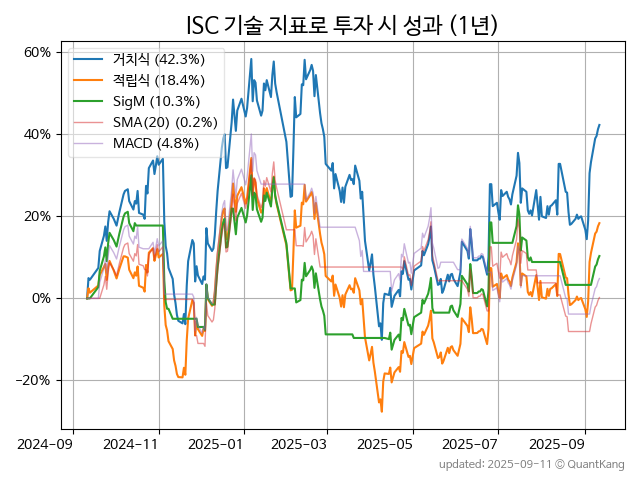 ISC 기술 지표로 투자 시 성과 (1년)
60%
40%
20%
0%
−20%
거치식 (42.3%)
적립식 (18.4%)
SigM (10.3%)
SMA(20) (0.2%)
MACD (4.8%)
2024-09 2024-11 2025-01 2025-03 2025-05 2025-07 2025-09
updated: 2025-09-11 © QuantKang